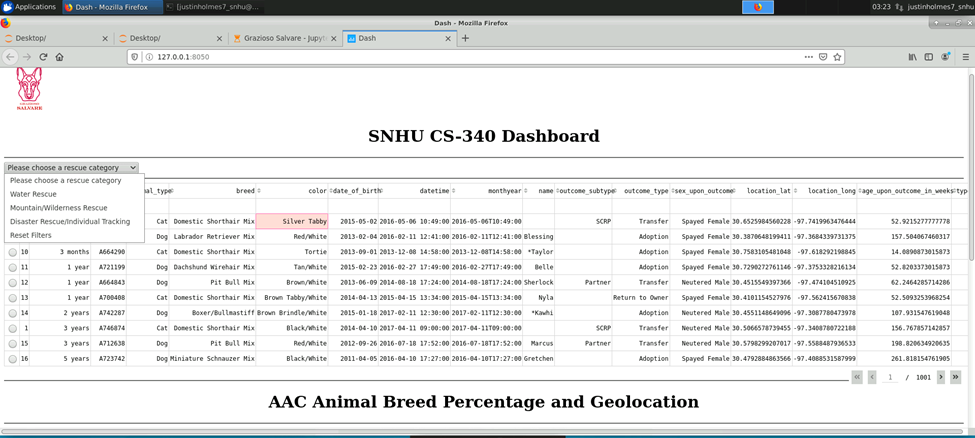 Applications Dash - Mozilla Firefox [justinholmes7_snhu@... 03:23 justinholmes7_snhu
Dash - Mozilla Firefox
Desktop/ Desktop/ Grazioso Salvare - Jupyt Dash
127.0.0.1:8050
GRAZIOSO
SALVARE
SNHU CS-340 Dashboard
Please choose a rescue category
Please choose a rescue category
Water Rescue
Mountain/Wilderness Rescue
Disaster Rescue/Individual Tracking
Reset Filters
al_type breed color date_of_birth datetime monthyear name outcome_subtype outcome_type sex_upon_outcome location_lat location_long age_upon_outcome_in_weeks typ
Cat Domestic Shorthair Mix Silver Tabby 2015-05-02 2016-05-06 10:49:00 2016-05-06T10:49:00 SCRP Transfer Spayed Female 30.6525984560228 -97.7419963476444 52.9215277777778
Dog Labrador Retriever Mix Red/White 2013-02-04 2016-02-11 12:41:00 2016-02-11T12:41:00 Blessing Adoption Spayed Female 30.3870648199411 -97.3684339731375 157.504067460317
10 3 months A664290 Cat Domestic Shorthair Mix Tortie 2013-09-01 2013-12-08 14:58:00 2013-12-08T14:58:00 *Taylor Adoption Spayed Female 30.7583105481048 -97.618292198845 14.0890873015873
11 1 year A721199 Dog Dachshund Wirehair Mix Tan/White 2015-02-23 2016-02-27 17:49:00 2016-02-27T17:49:00 Belle Adoption Spayed Female 30.7290272761146 -97.3753328216134 52.8203373015873
12 1 year A664843 Dog Pit Bull Mix Brown/White 2013-06-09 2014-08-18 17:24:00 2014-08-18T17:24:00 Sherlock Partner Transfer Neutered Male 30.4515549397366 -97.474104510925 62.2464285714286
13 1 year A700408 Cat Domestic Shorthair Mix Brown Tabby/White 2014-04-13 2015-04-15 13:34:00 2015-04-15T13:34:00 Nyla Return to Owner Spayed Female 30.4101154527976 -97.562415670838 52.5093253968254
14 2 years A742287 Dog Boxer/Bullmastiff Brown Brindle/White 2015-01-18 2017-02-11 12:30:00 2017-02-11T12:30:00 *Kawhi Adoption Neutered Male 30.4551148649096 -97.3087780473978 107.931547619048
1 3 years A746874 Cat Domestic Shorthair Mix Black/White 2014-04-10 2017-04-11 09:00:00 2017-04-11T09:00:00 SCRP Transfer Neutered Male 30.5066578739455 -97.3408780722188 156.767857142857
15 3 years A712638 Dog Pit Bull Mix Red/White 2012-09-26 2016-07-18 17:52:00 2016-07-18T17:52:00 Marcus Partner Transfer Neutered Male 30.5798299207017 -97.5588487936533 198.820634920635
16 5 years A723742 Dog Miniature Schnauzer Mix Black/White 2011-04-05 2016-04-10 17:27:00 2016-04-10T17:27:00 Gretchen Adoption Spayed Female 30.4792884863566 -97.4088531587999 261.818154761905
1 / 1001
AAC Animal Breed Percentage and Geolocation